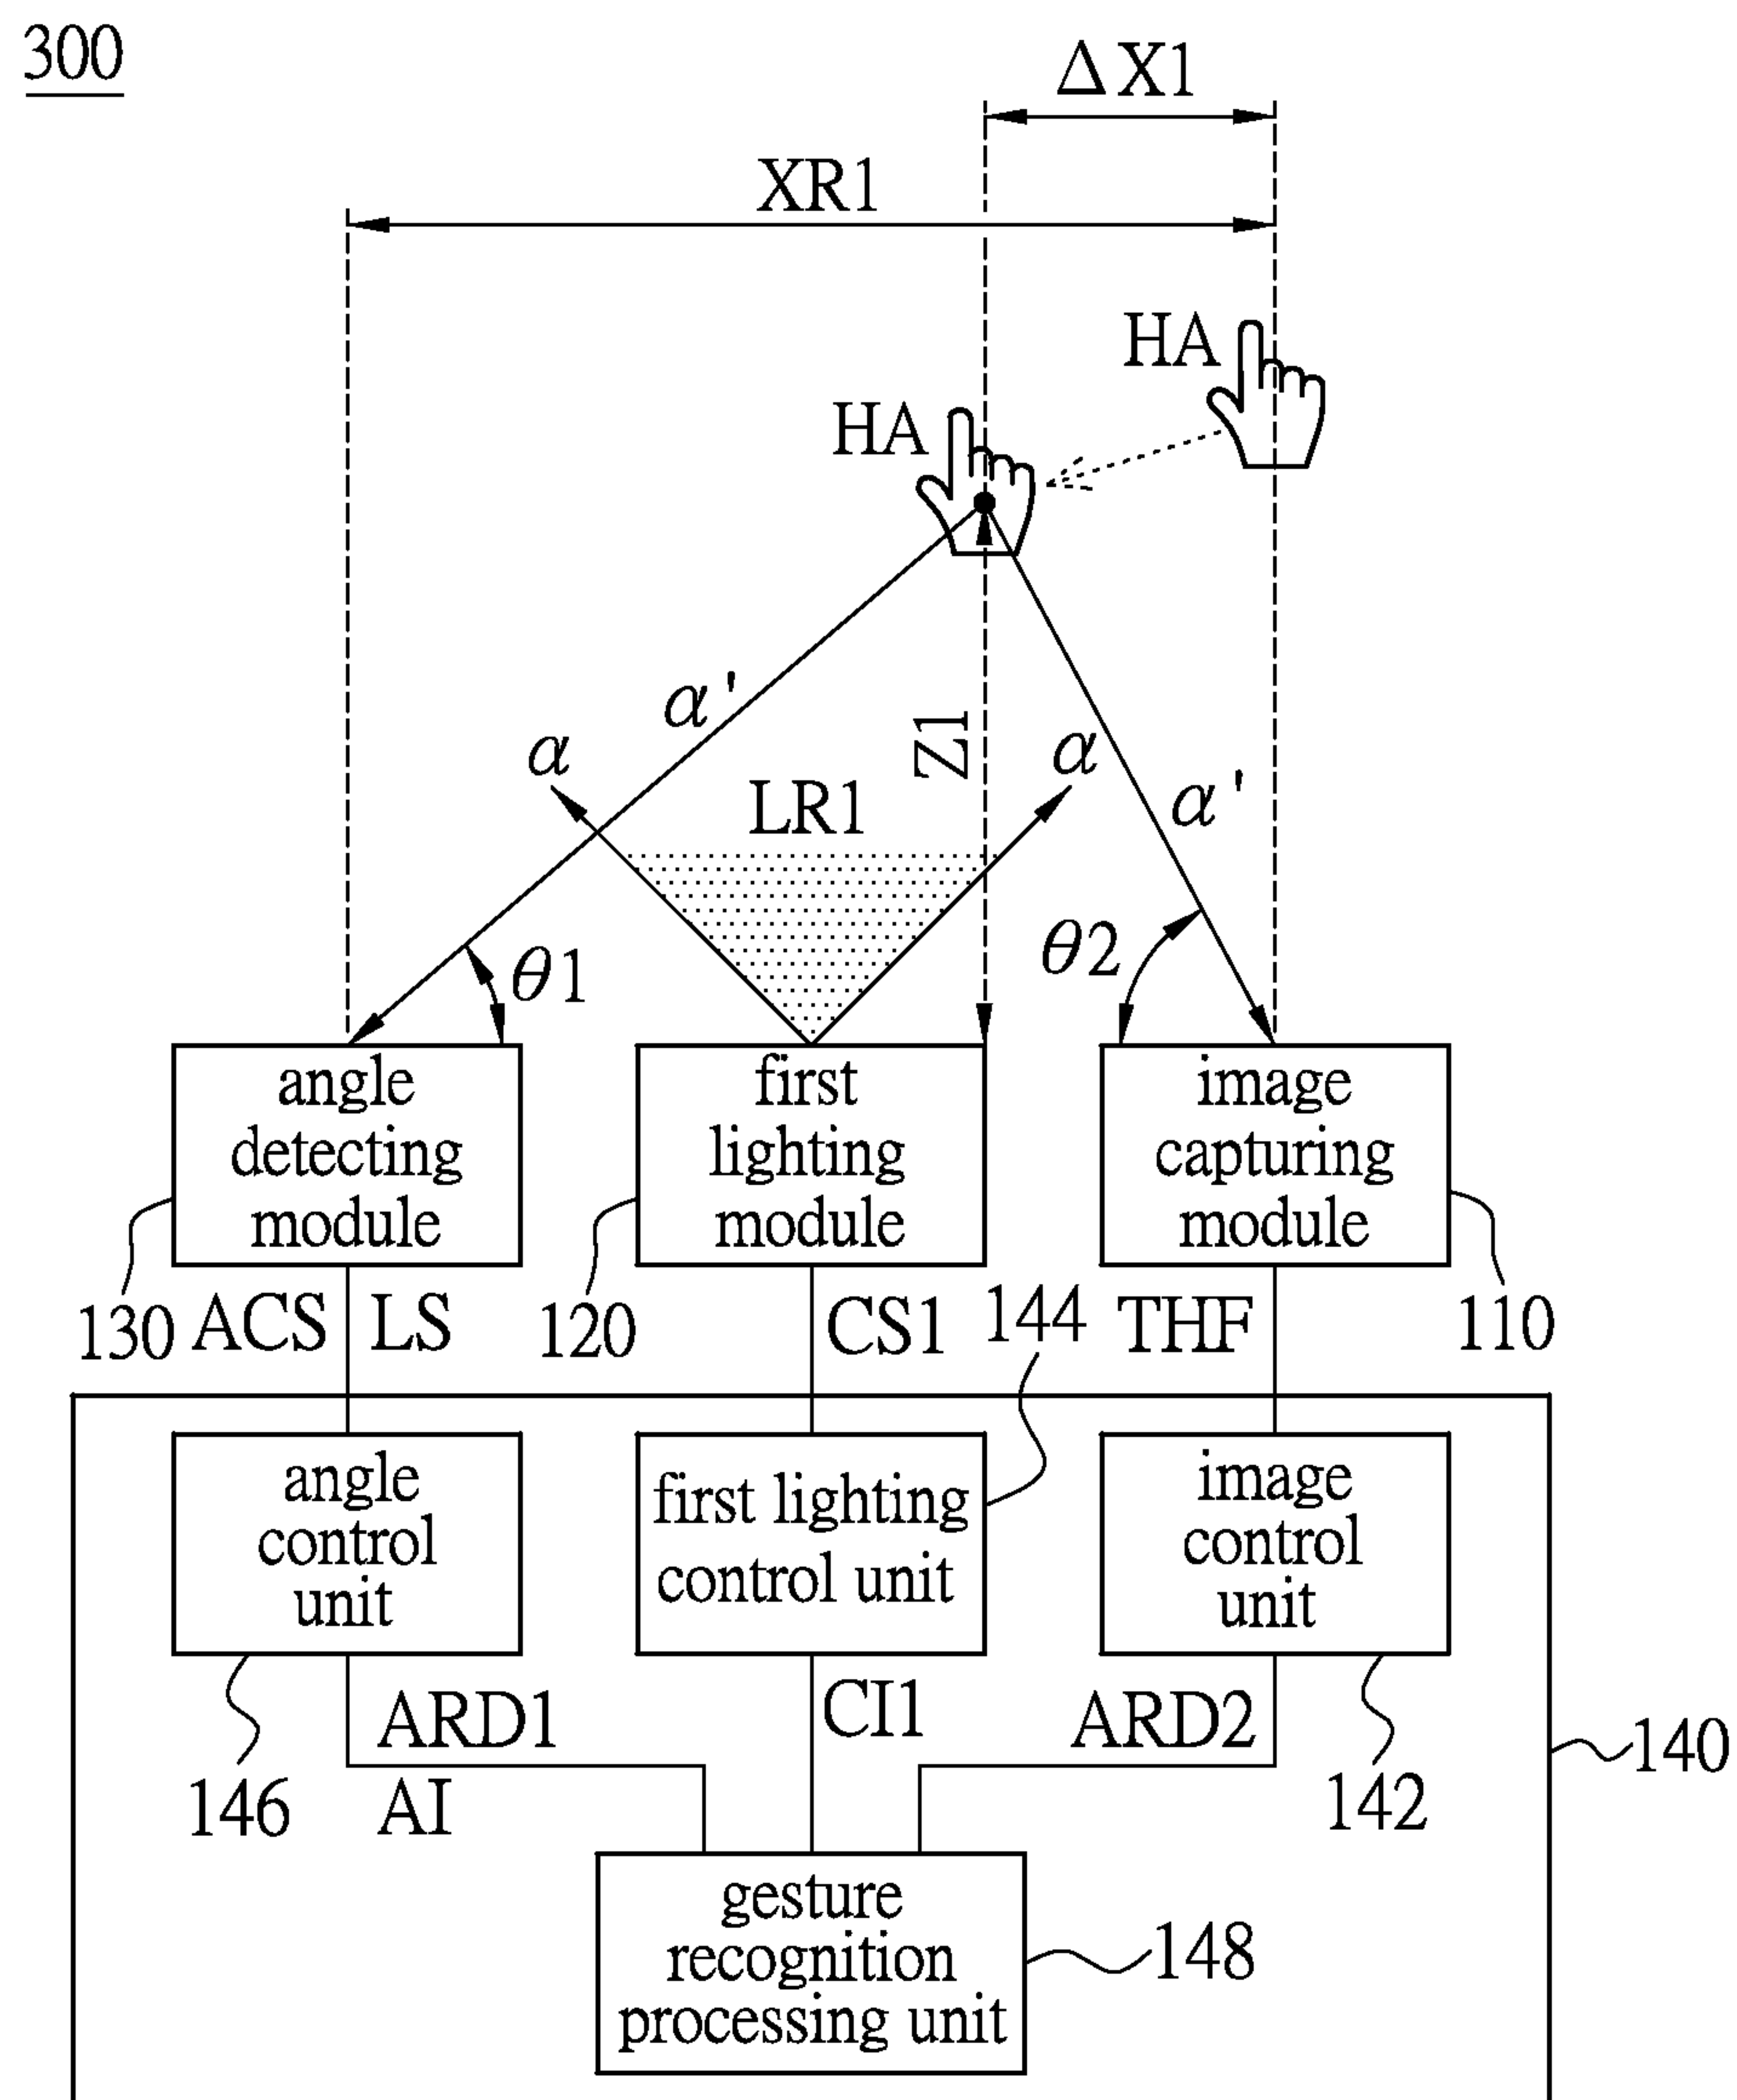 300
ΔX1
XR1
HA
HA
α'
α
Z1
α
α'
LR1
θ1
θ2
angle
detecting
module
first
lighting
module
image
capturing
module
130
ACS
LS
120
CS1
144
THF
110
angle
control
unit
first lighting
control unit
image
control
unit
ARD1
AI
CI1
ARD2
146
142
140
gesture
recognition
processing unit
148